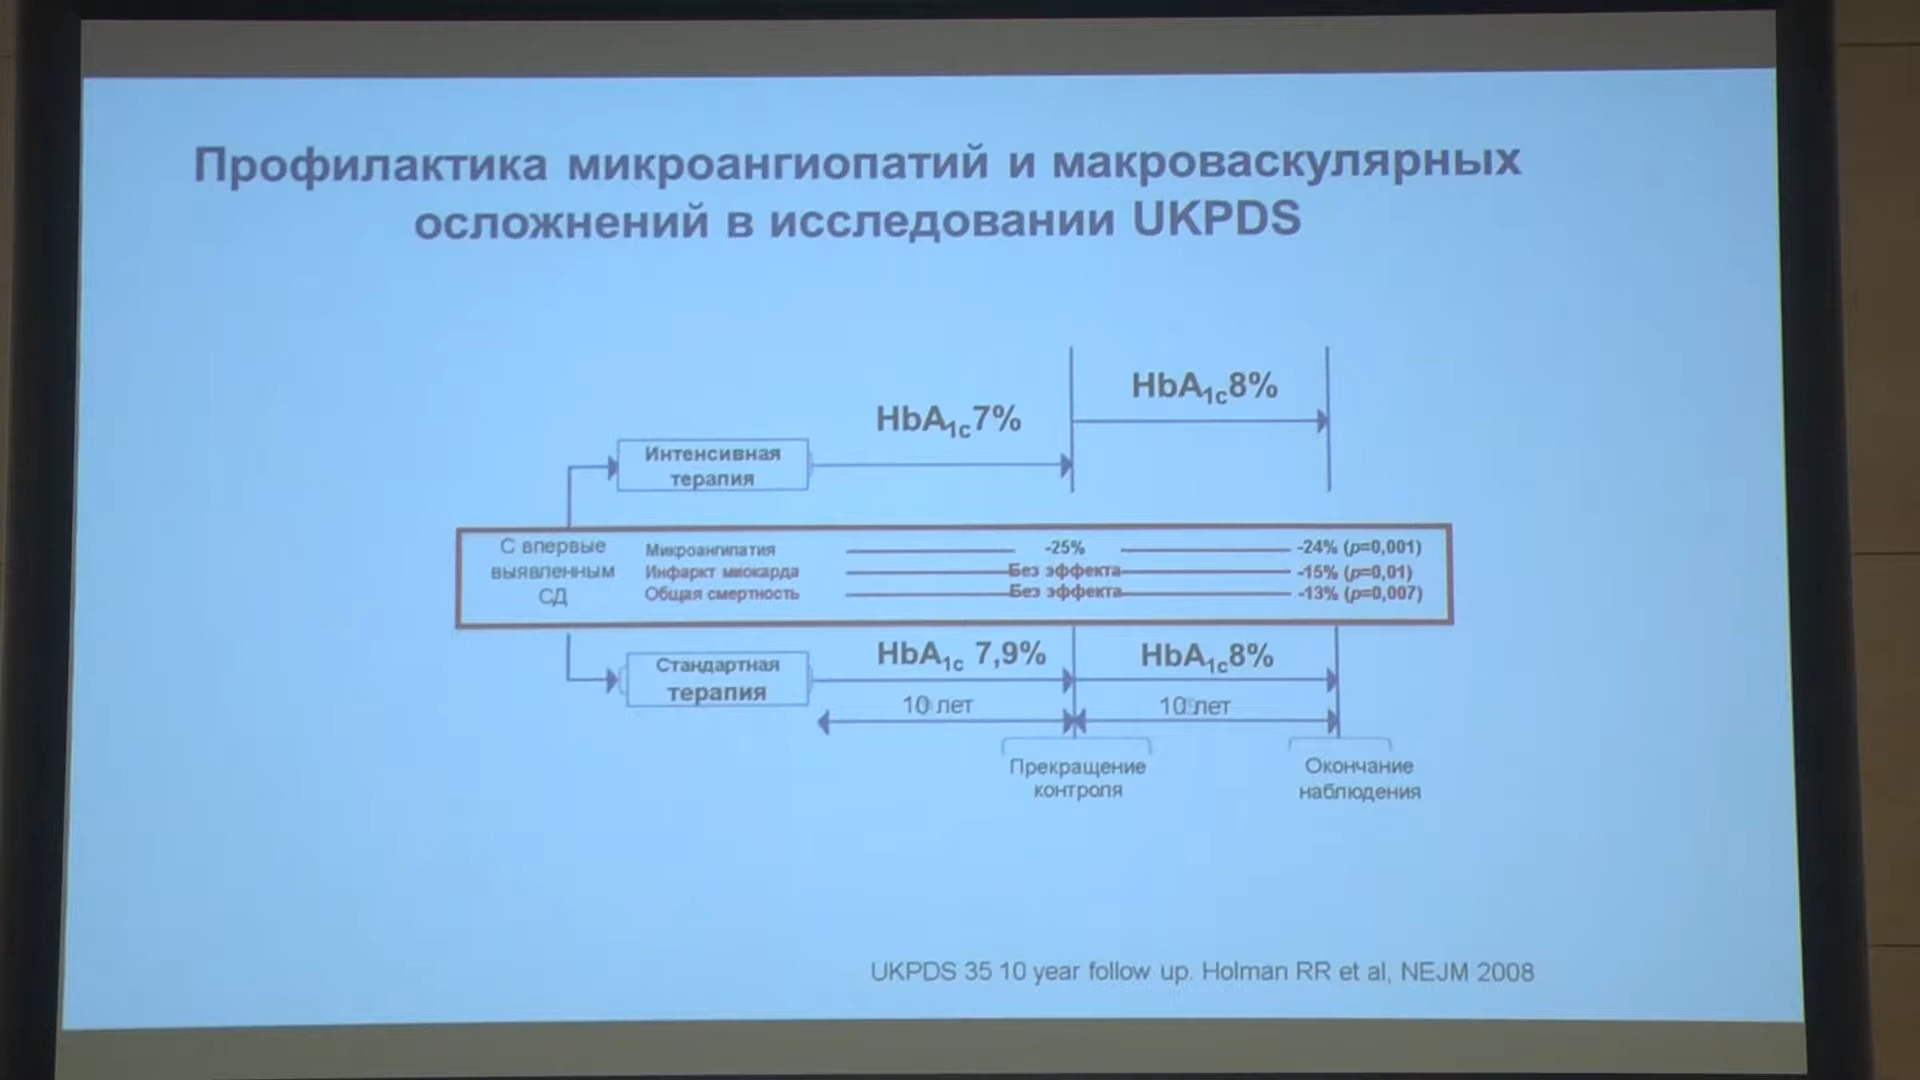 Профилактика микроангиопатий и макроваскулярных
осложнений в исследовании UKPDS
HbA1c8%
HbA1c7%
Интенсивная
терапия
С впервые
выявленным
СД
Микроангипатия -25% -24% (p=0,001)
Инфаркт миокарда Без эффекта -15% (p=0,01)
Общая смертность Без эффекта -13% (p=0,007)
Стандартная
терапия
HbA1c 7,9%
HbA1c8%
10 лет
10 лет
Прекращение
контроля
Окончание
наблюдения
UKPDS 35 10 year follow up. Holman RR et al, NEJM 2008